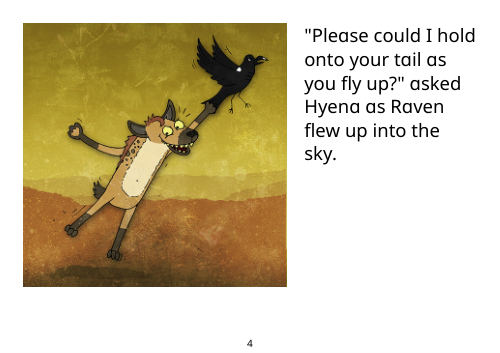 "Please could I hold
onto your tail as
you fly up?" asked
Hyena as Raven
flew up into the
sky.
4